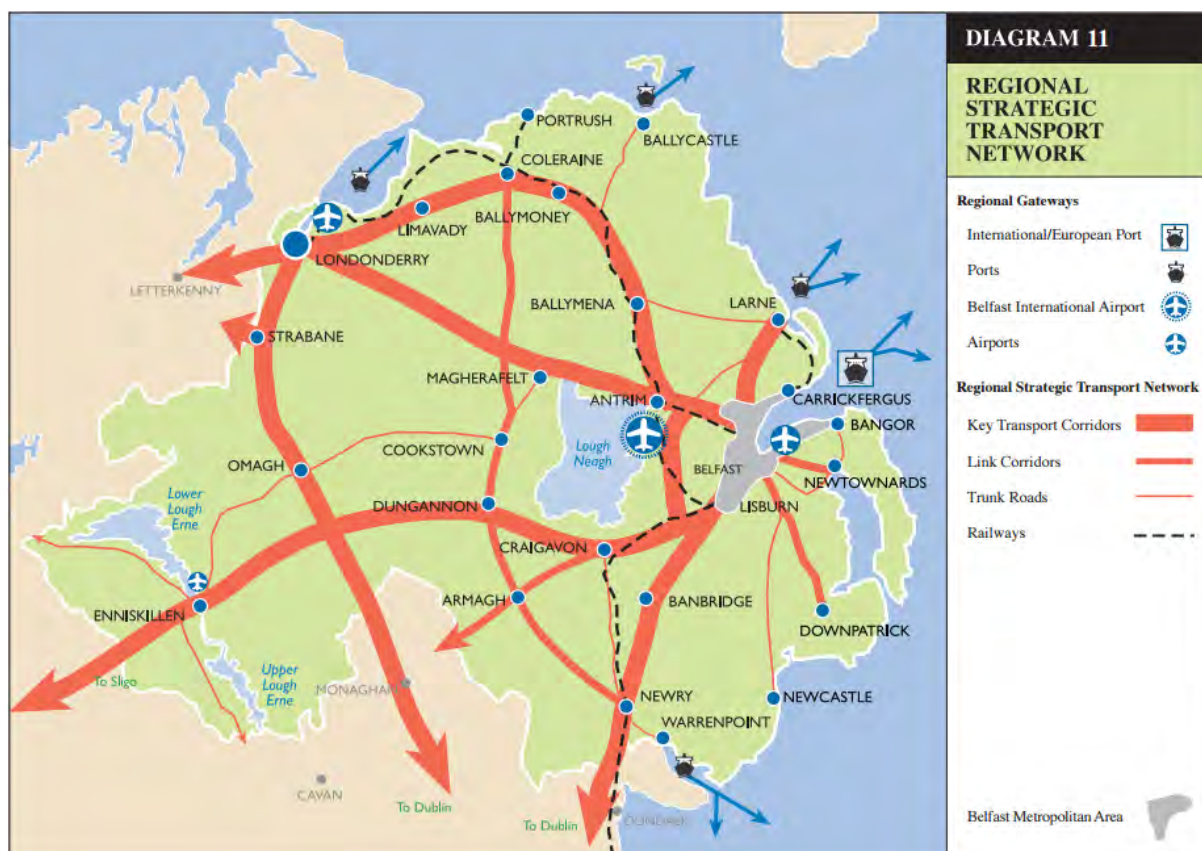 DIAGRAM 11
REGIONAL
STRATEGIC
TRANSPORT
NETWORK
Regional Gateways
International/European Port
Ports
Belfast International Airport
Airports
Regional Strategic Transport Network
Key Transport Corridors
Link Corridors
Trunk Roads
Railways
Belfast Metropolitan Area
PORTRUSH
BALLYCASTLE
COLERAINE
LIMAVADY
BALLYMONEY
LONDONDERRY
LETTERKENNY
BALLYMENA
LARNE
STRABANE
MAGHERAFELT
ANTRIM
CARRICKFERGUS
BANGOR
COOKSTOWN
Lough
Neagh
BELFAST
OMAGH
NEWTOWNARDS
Lower
Lough
Erne
DUNGANNON
LISBURN
CRAIGAVON
ARMAGH
BANBRIDGE
ENNISKILLEN
DOWNPATRICK
To Sligo
Upper
Lough
Erne
MONAGHAN
NEWRY
NEWCASTLE
WARRENPOINT
CAVAN
To Dublin
To Dublin
DUNDALK